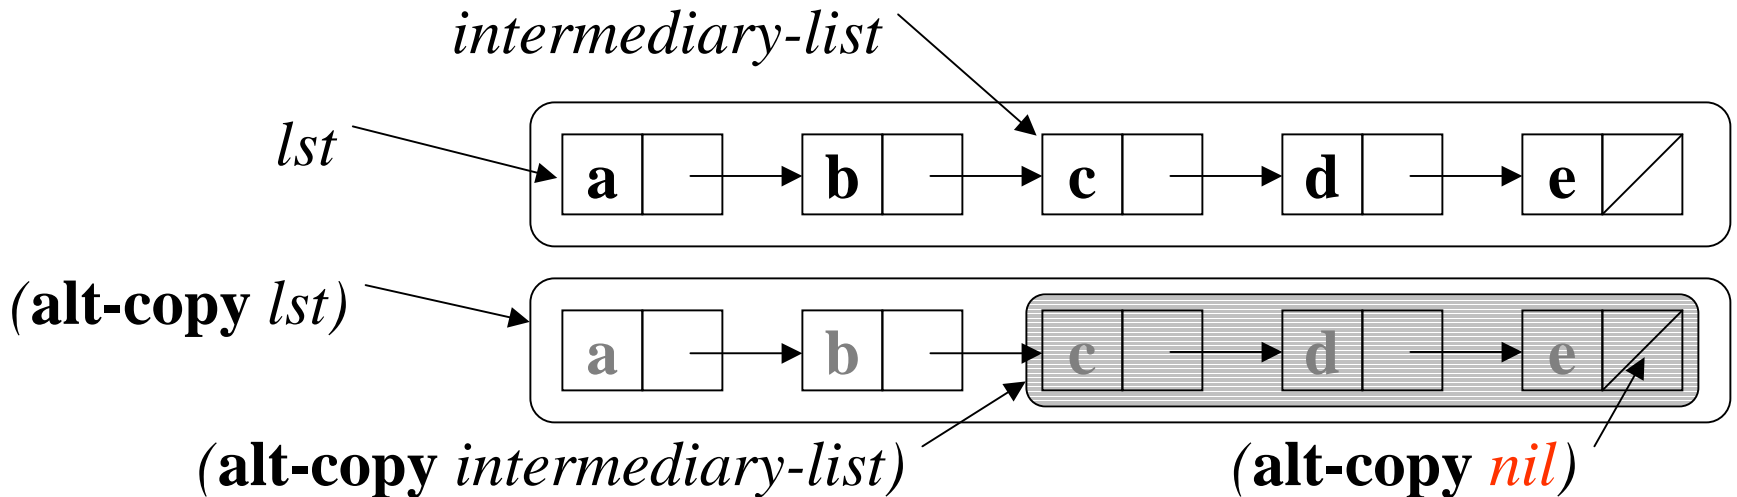 intermediary-list
lst
a b c d e
(alt-copy lst)
a b c d e
(alt-copy intermediary-list) (alt-copy nil)